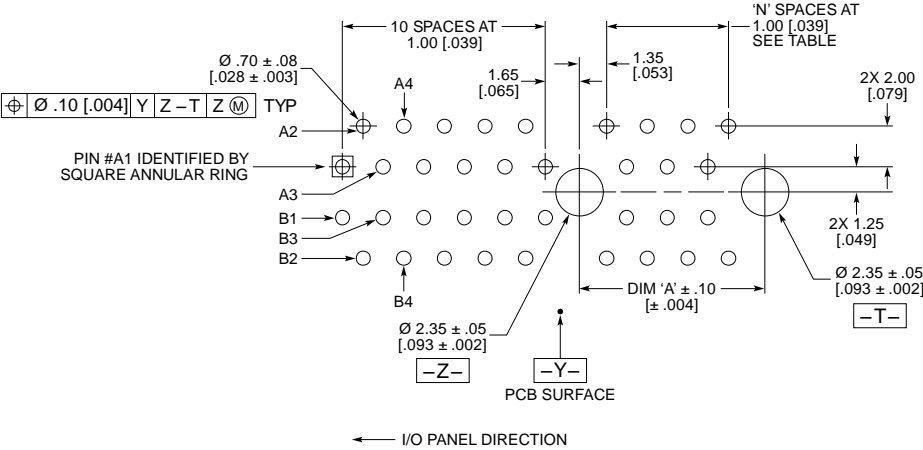 10 SPACES AT
1.00 [.039]
'N' SPACES AT
1.00 [.039]
SEE TABLE
Ø .70 ± .08
[.028 ± .003]
A4
1.65
[.065]
1.35
[.053]
2X 2.00
[.079]
⌖ Ø .10 [.004] Y Z – T Z Ⓜ TYP
A2
PIN #A1 IDENTIFIED BY
SQUARE ANNULAR RING
A3
B1
B3
B2
B4
2X 1.25
[.049]
DIM 'A' ± .10
[± .004]
Ø 2.35 ± .05
[.093 ± .002]
–T–
Ø 2.35 ± .05
[.093 ± .002]
–Z–
–Y–
PCB SURFACE
I/O PANEL DIRECTION